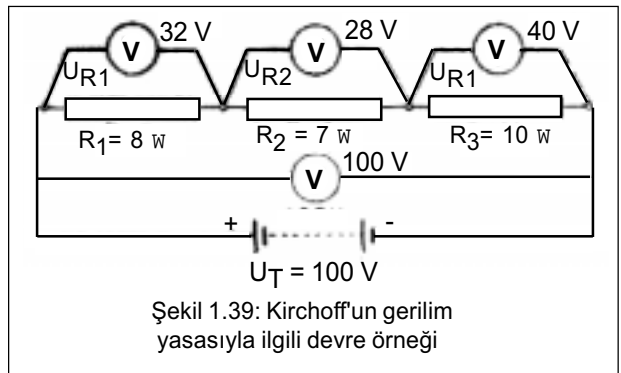 32 V 28 V 40 V
V V V
UR1 UR2 UR1
R1= 8 W R2 = 7 W R3= 10 W
100 V
V
+ -
UT = 100 V
Şekil 1.39: Kirchoff'un gerilim
yasasıyla ilgili devre örneği